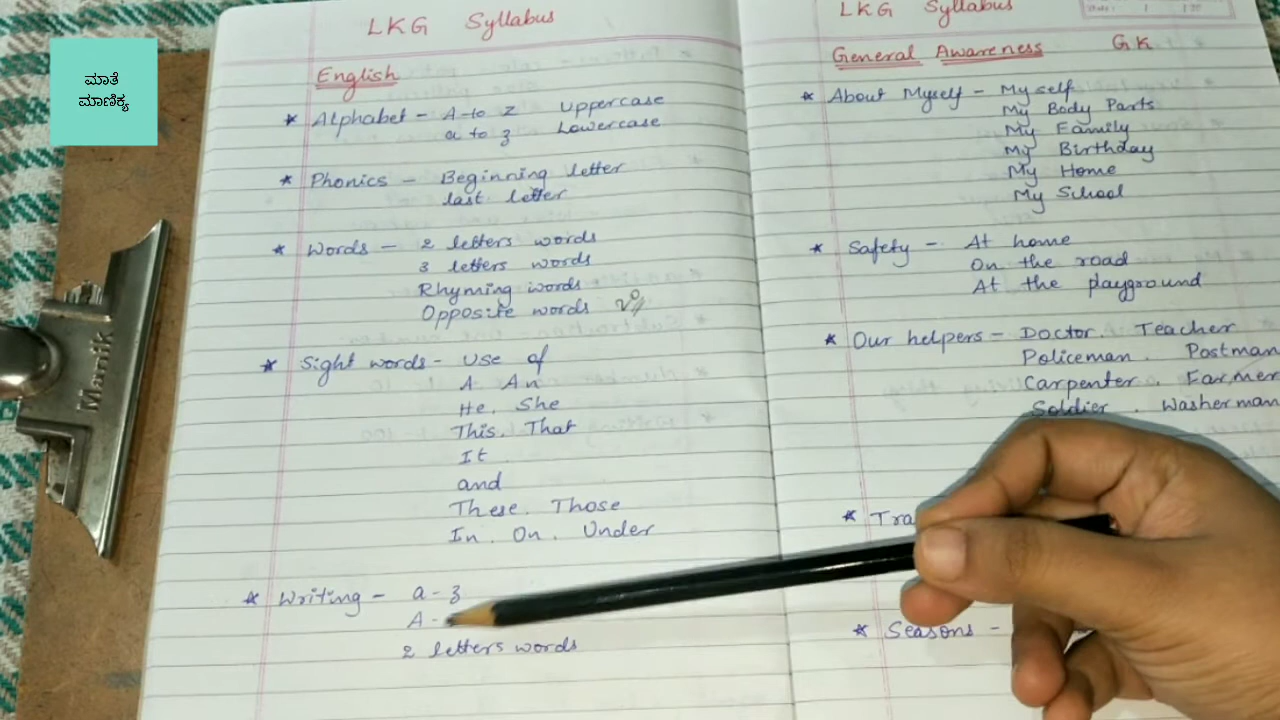 ಮಾತೆ
ಮಾಣಿಕ್ಯ
Manik
LKG Syllabus
English
* Alphabet - A to Z Uppercase
a to z Lowercase
* Phonics - Beginning letter
last letter
* Words - 2 letters words
3 letters words
Rhyming words
Opposite words
* Sight words - Use of
A An
He, She
This, That
It
and
These, Those
In, On, Under
* Writing - a - z
A -
2 letters words
LKG Syllabus
General Awareness GK
* About Myself - Myself
My Body Parts
My Family
My Birthday
My Home
My School
* Safety - At home
On the road
At the playground
* Our helpers - Doctor, Teacher
Policeman, Postman
Carpenter, Farmer
Soldier, Washerman
* Tra
* Seasons -